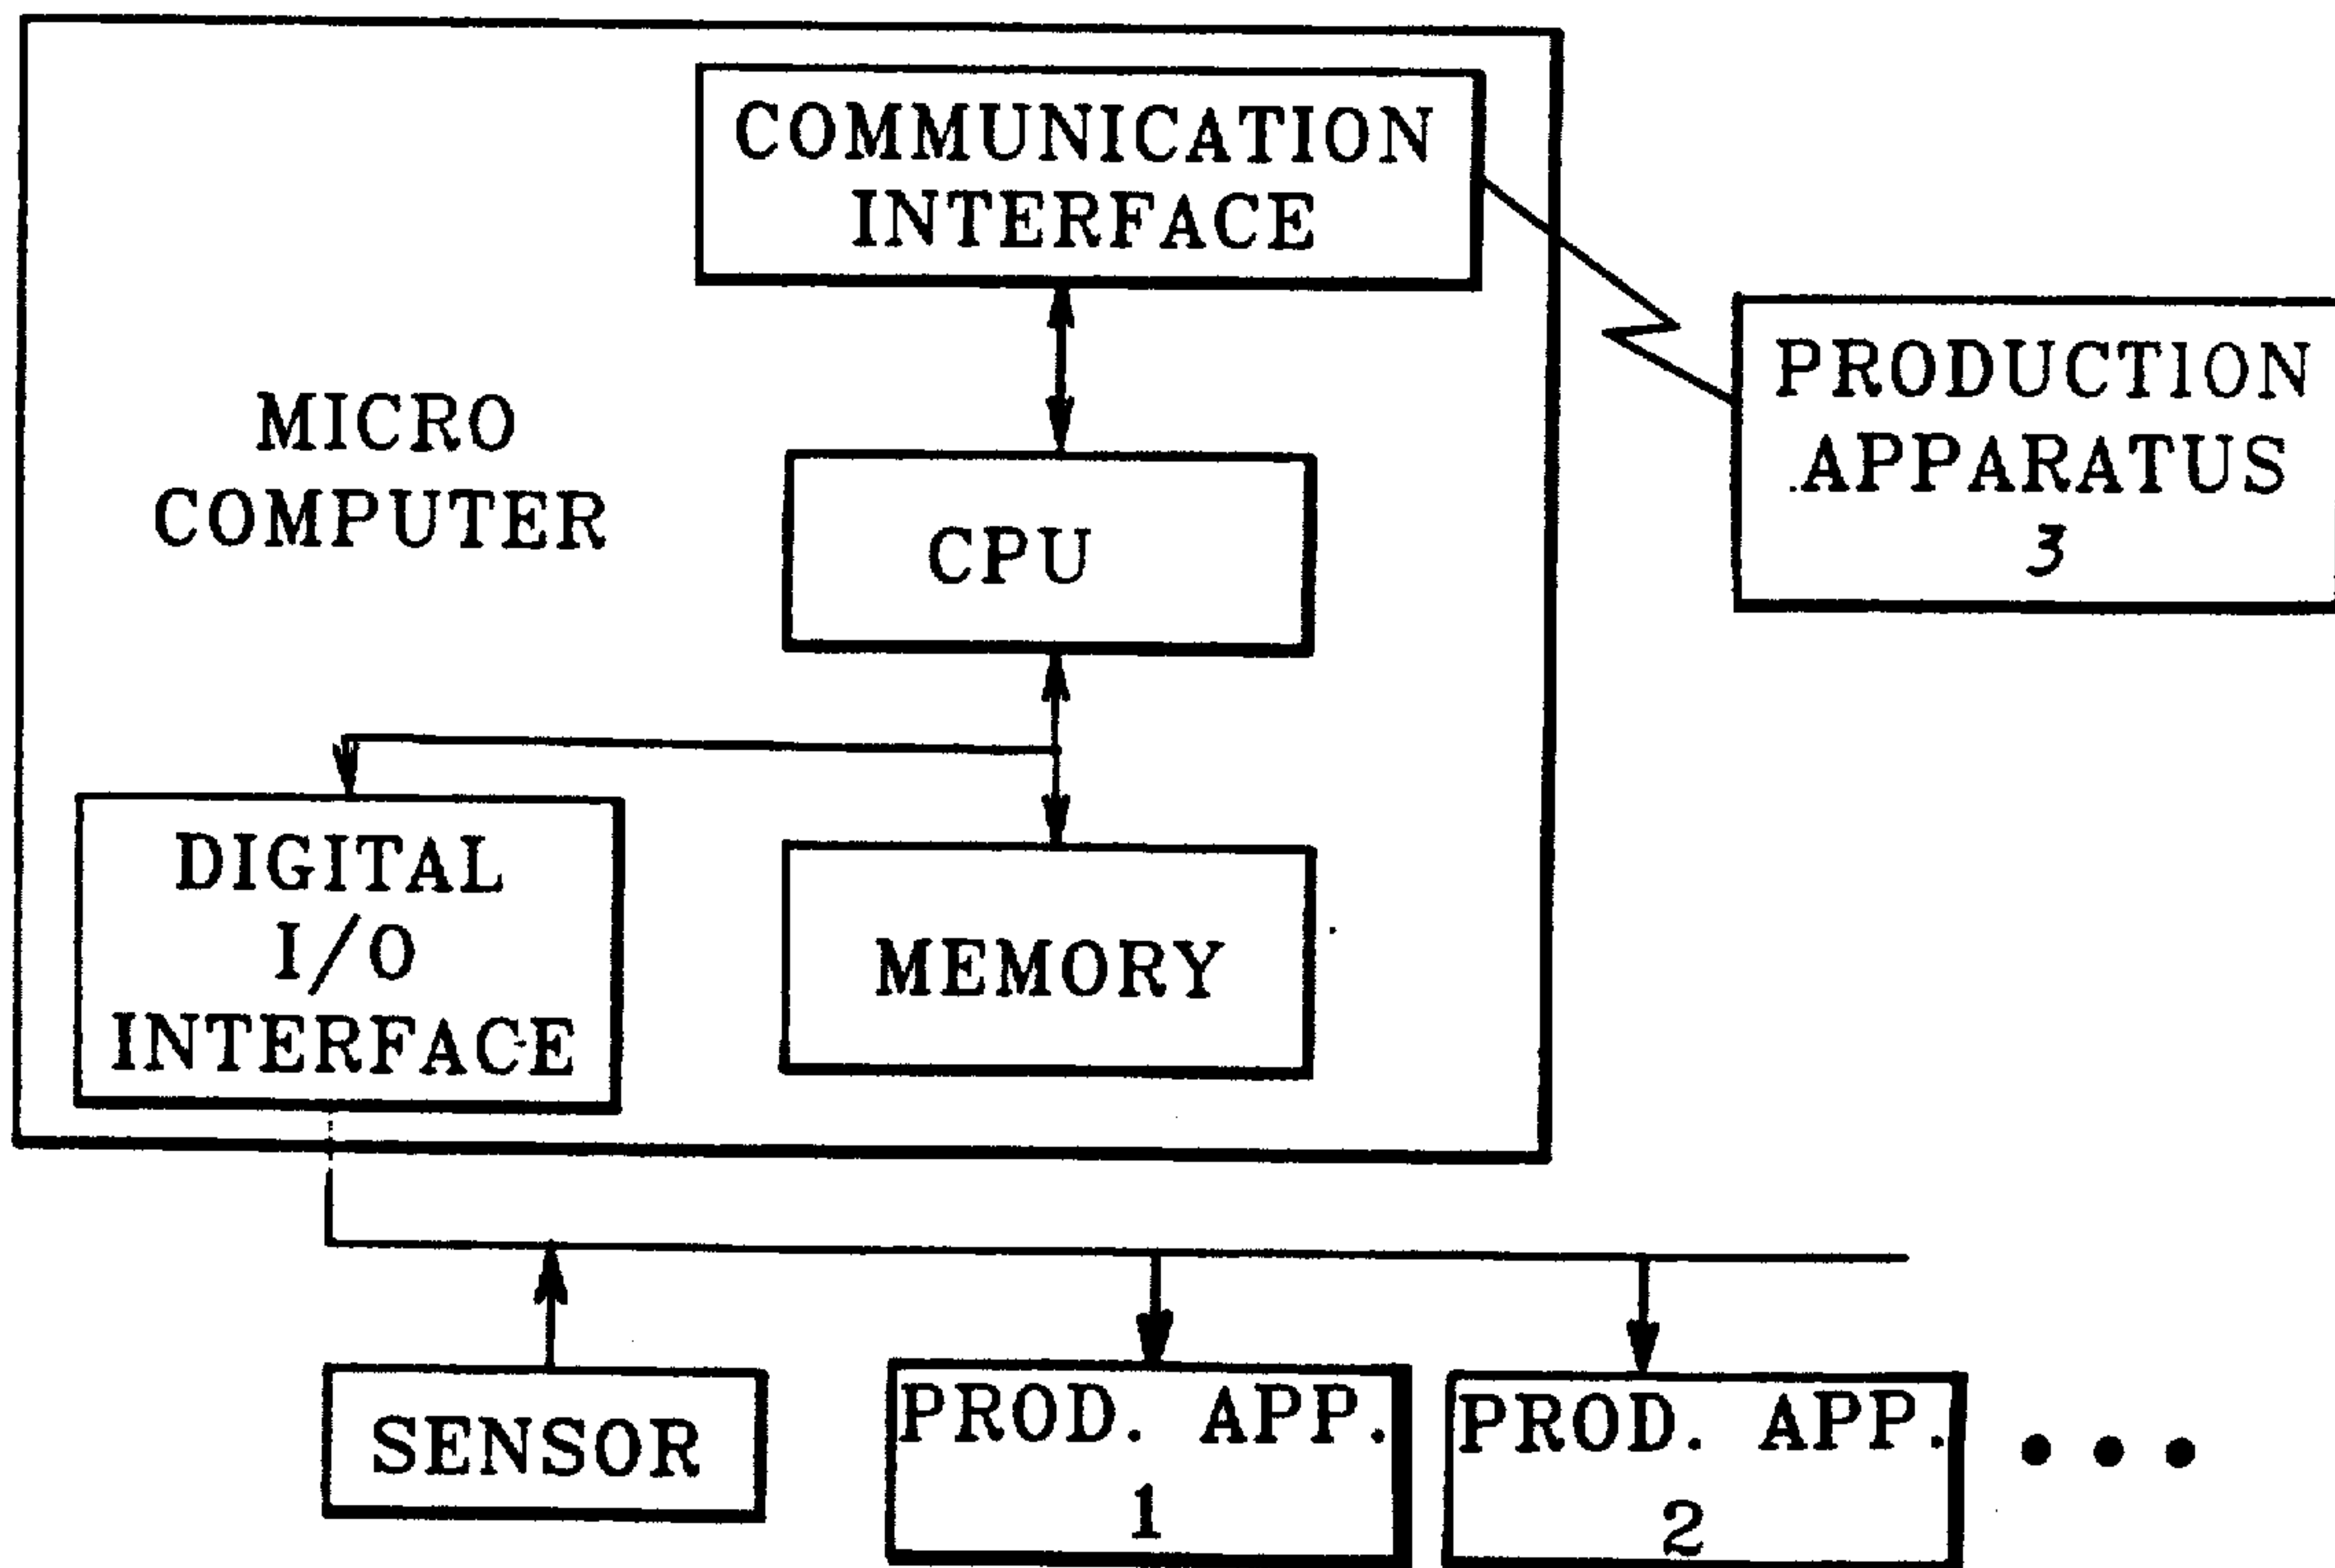 COMMUNICATION
INTERFACE
MICRO
COMPUTER
PRODUCTION
APPARATUS
3
CPU
DIGITAL
I/O
INTERFACE
MEMORY
SENSOR
PROD. APP.
1
PROD. APP.
2